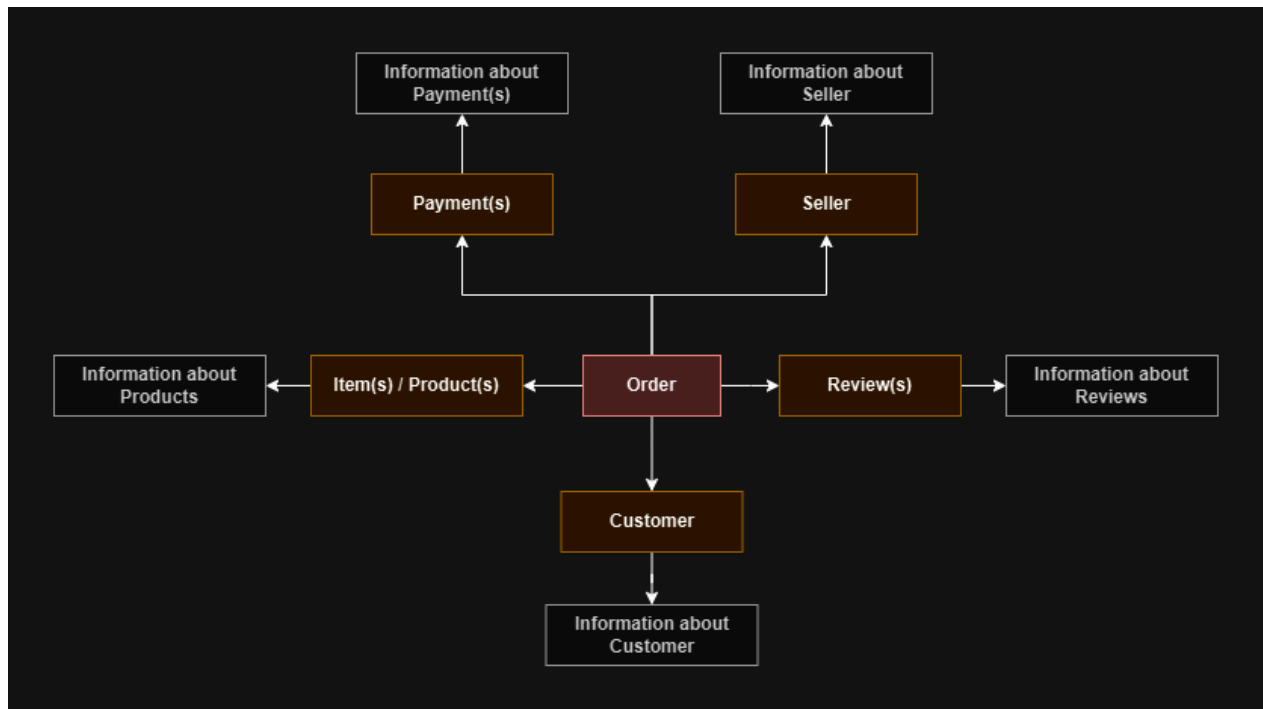 Information about
Payment(s)
Information about
Seller
Payment(s)
Seller
Information about
Products
Item(s) / Product(s)
Order
Review(s)
Information about
Reviews
Customer
Information about
Customer